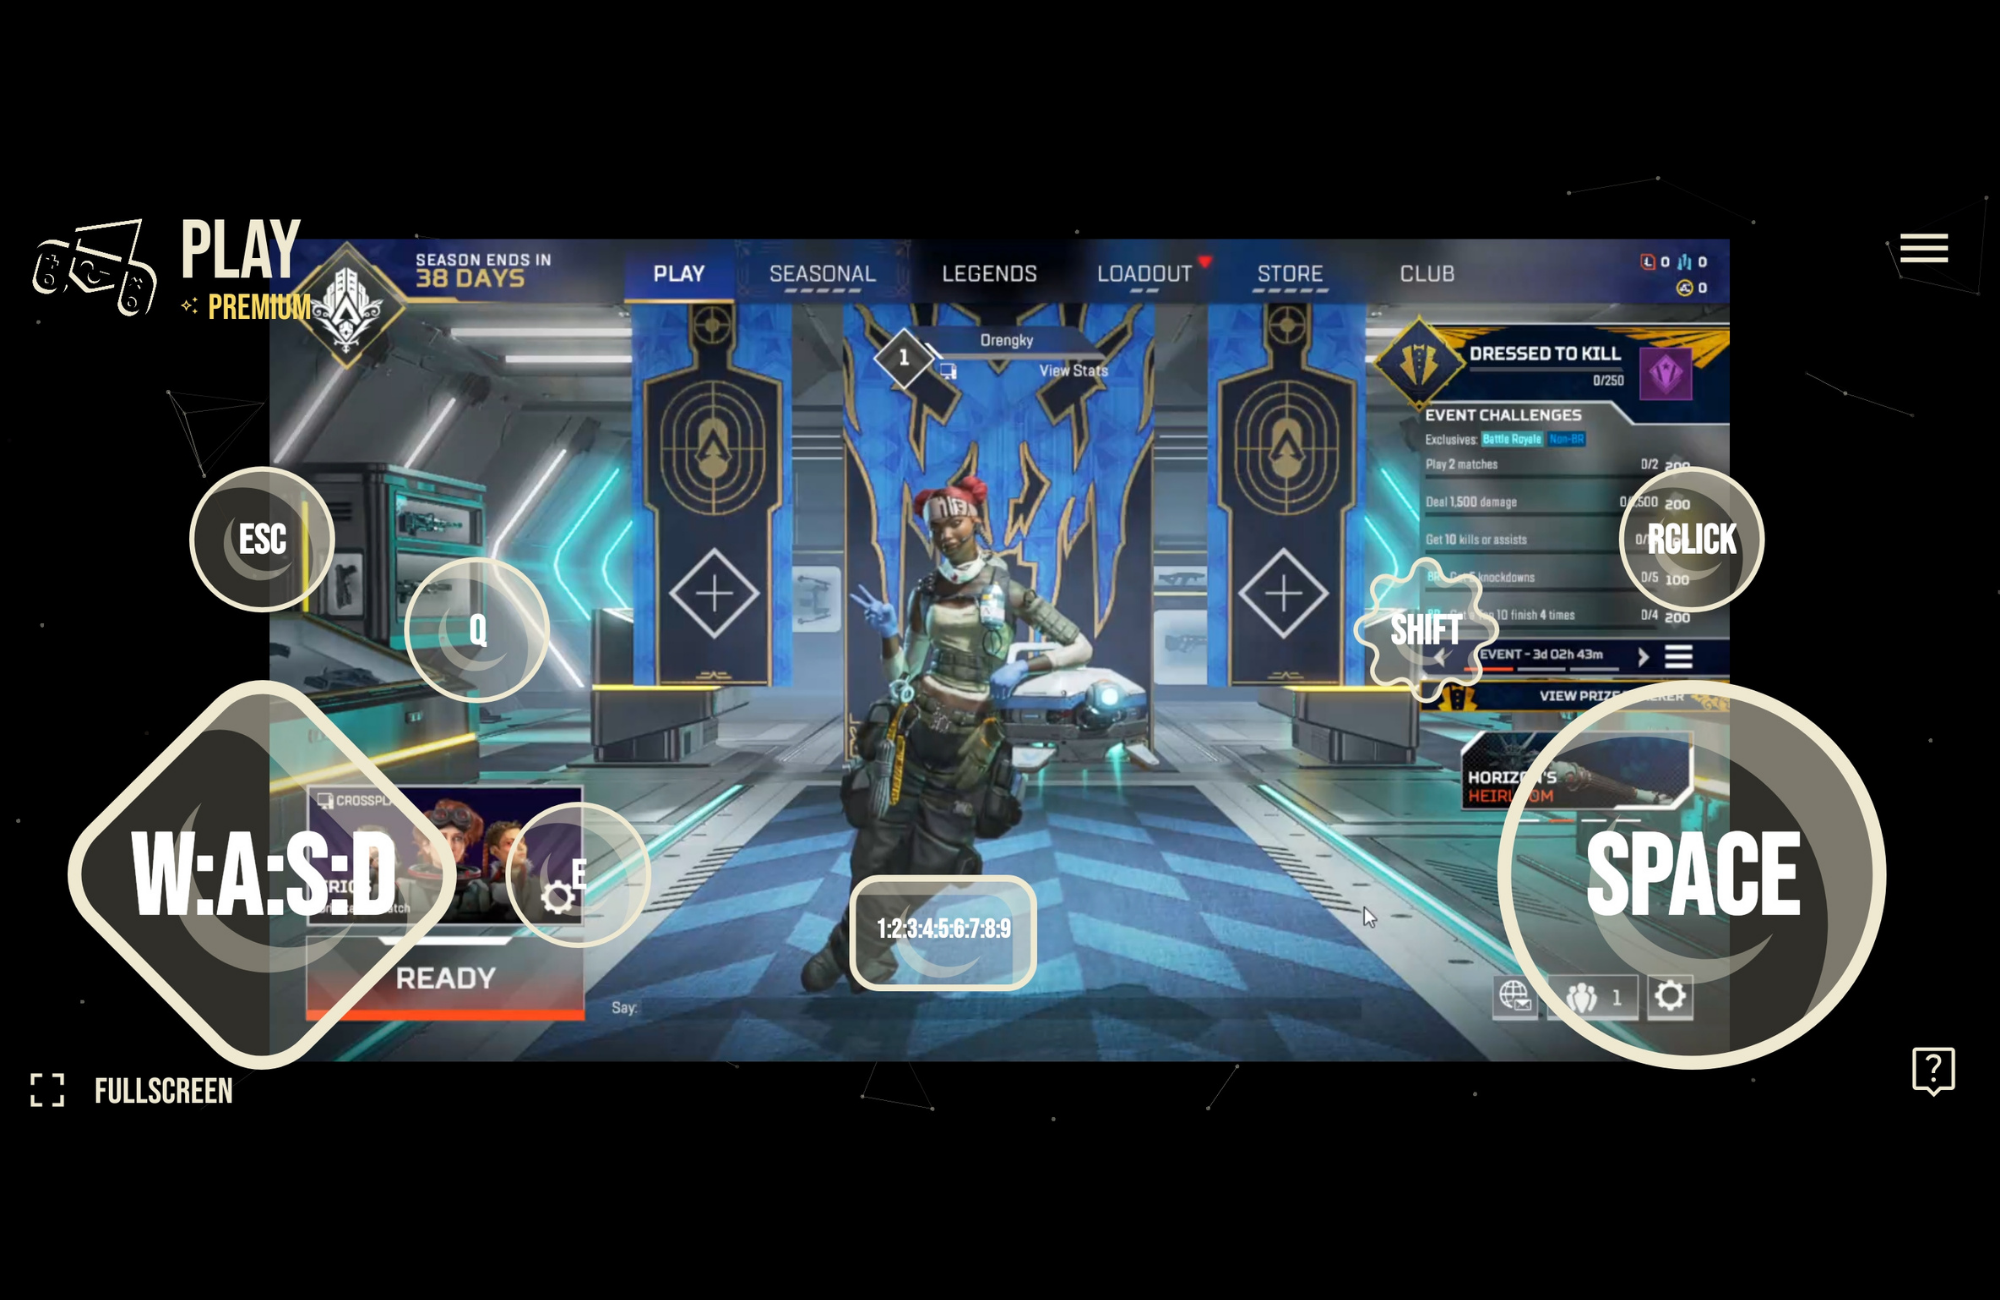 PLAY
PREMIUM
SEASON ENDS IN
38 DAYS
PLAY
SEASONAL
LEGENDS
LOADOUT
STORE
CLUB
0 0
0
1
Orengky
View Stats
DRESSED TO KILL
0/250
EVENT CHALLENGES
Exclusives: Battle Royale Non-BR
Play 2 matches 0/2 200
Deal 1,500 damage 200
Get 10 kills or assists
knockdowns 0/5 100
10 finish 4 times 0/4 200
EVENT - 3d 02h 43m
VIEW
ESC
Q
RCLICK
SHIFT
HORIZON'S
HEIRLOOM
W:A:S:D
E
1:2:3:4:5:6:7:8:9
SPACE
READY
Say:
1
FULLSCREEN
?